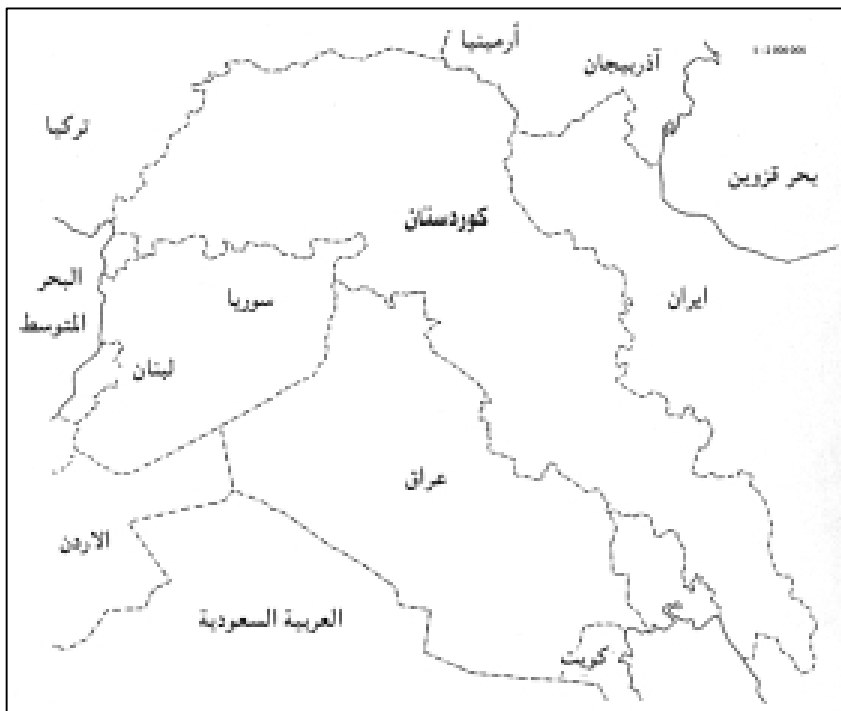 أرمينيا
آذربيجان
تركيا
بحر قزوين
كوردستان
البحر
المتوسط
سوريا
ايران
لبنان
عراق
الاردن
العربية السعودية
كويت